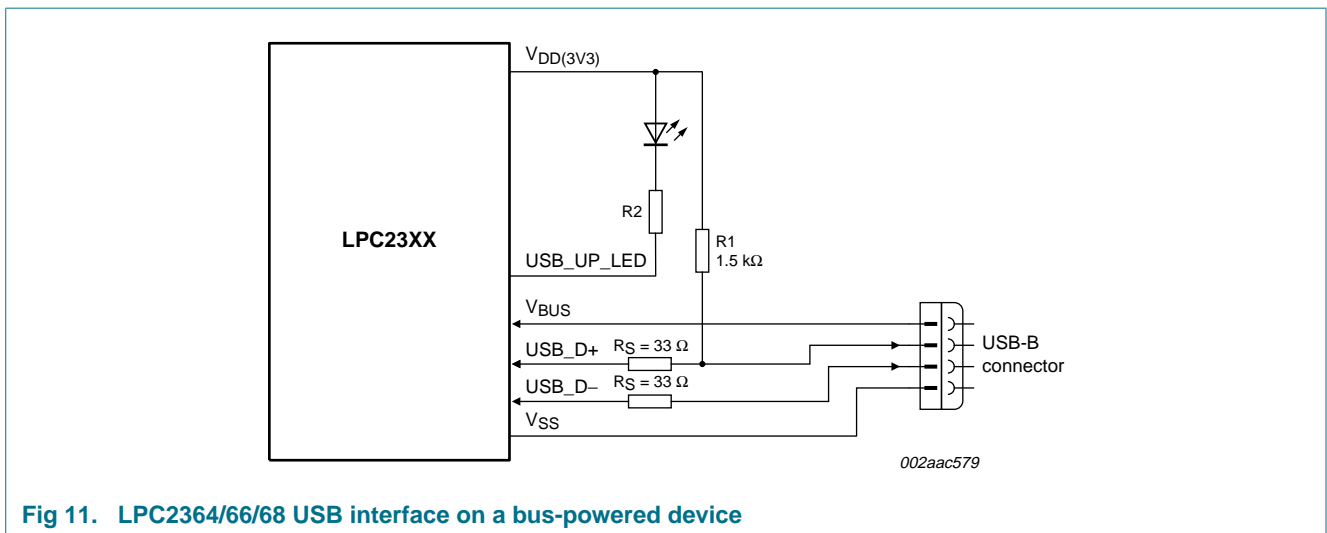 VDD(3V3)
R2
LPC23XX
R1
1.5 kΩ
USB_UP_LED
VBUS
USB_D+
RS = 33 Ω
USB-B
connector
USB_D−
RS = 33 Ω
VSS
002aac579
Fig 11. LPC2364/66/68 USB interface on a bus-powered device